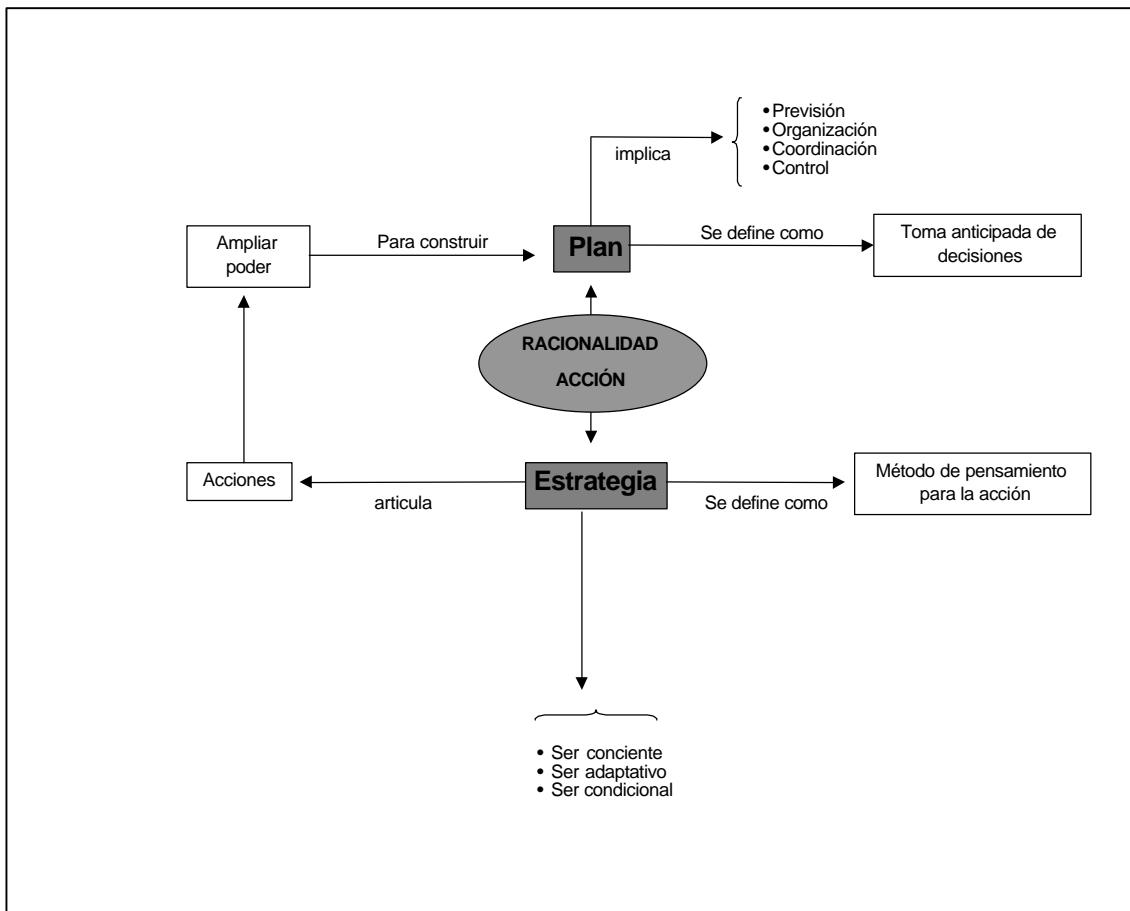 •Previsión
•Organización
•Coordinación
•Control
implica
Ampliar
poder
Para construir
Plan
Se define como
Toma anticipada de
decisiones
RACIONALIDAD
ACCIÓN
Acciones
articula
Estrategia
Se define como
Método de pensamiento
para la acción
• Ser conciente
• Ser adaptativo
• Ser condicional